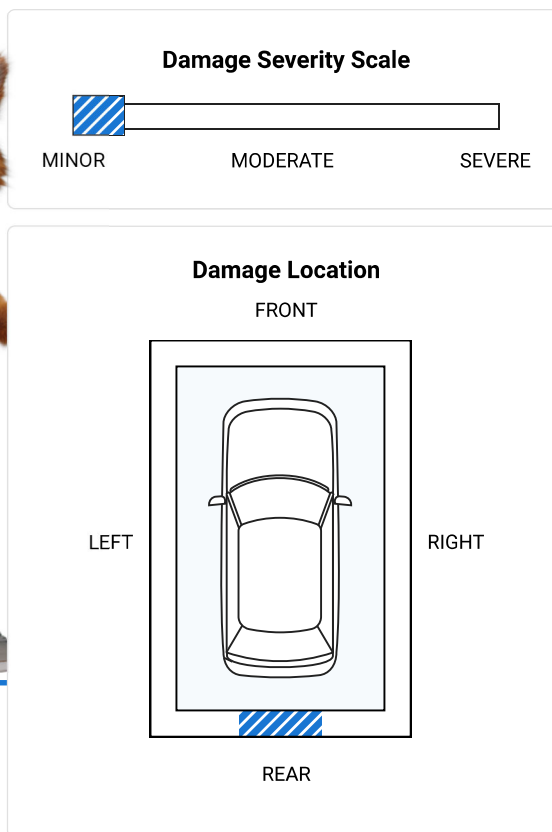 Damage Severity Scale
MINOR MODERATE SEVERE
Damage Location
FRONT
LEFT RIGHT
REAR